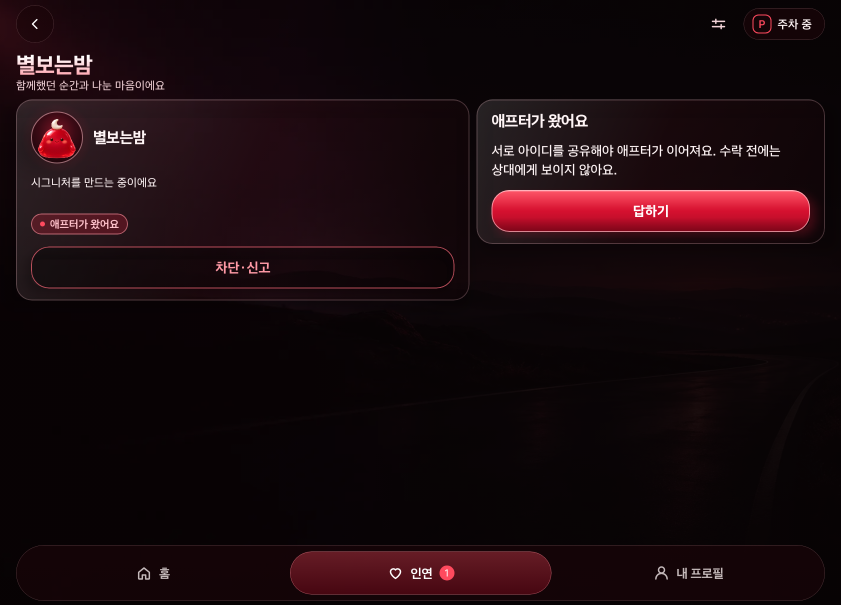 P 주차 중
별보는밤
함께했던 순간과 나눈 마음이에요
별보는밤
시그니처를 만드는 중이에요
애프터가 왔어요
차단·신고
애프터가 왔어요
서로 아이디를 공유해야 애프터가 이어져요. 수락 전에는
상대에게 보이지 않아요.
답하기
홈
인연 1
내 프로필